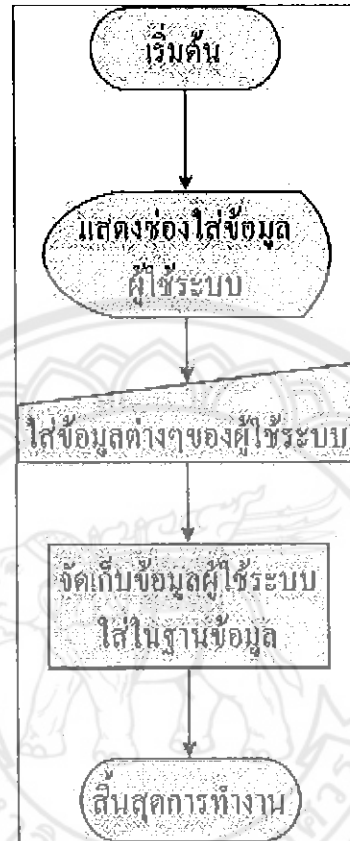 เริ่มต้น
แสดงช่องใส่ข้อมูล
ผู้ใช้ระบบ
ใส่ข้อมูลต่างๆของผู้ใช้ระบบ
จัดเก็บข้อมูลผู้ใช้ระบบ
ใส่ในฐานข้อมูล
สิ้นสุดการทำงาน